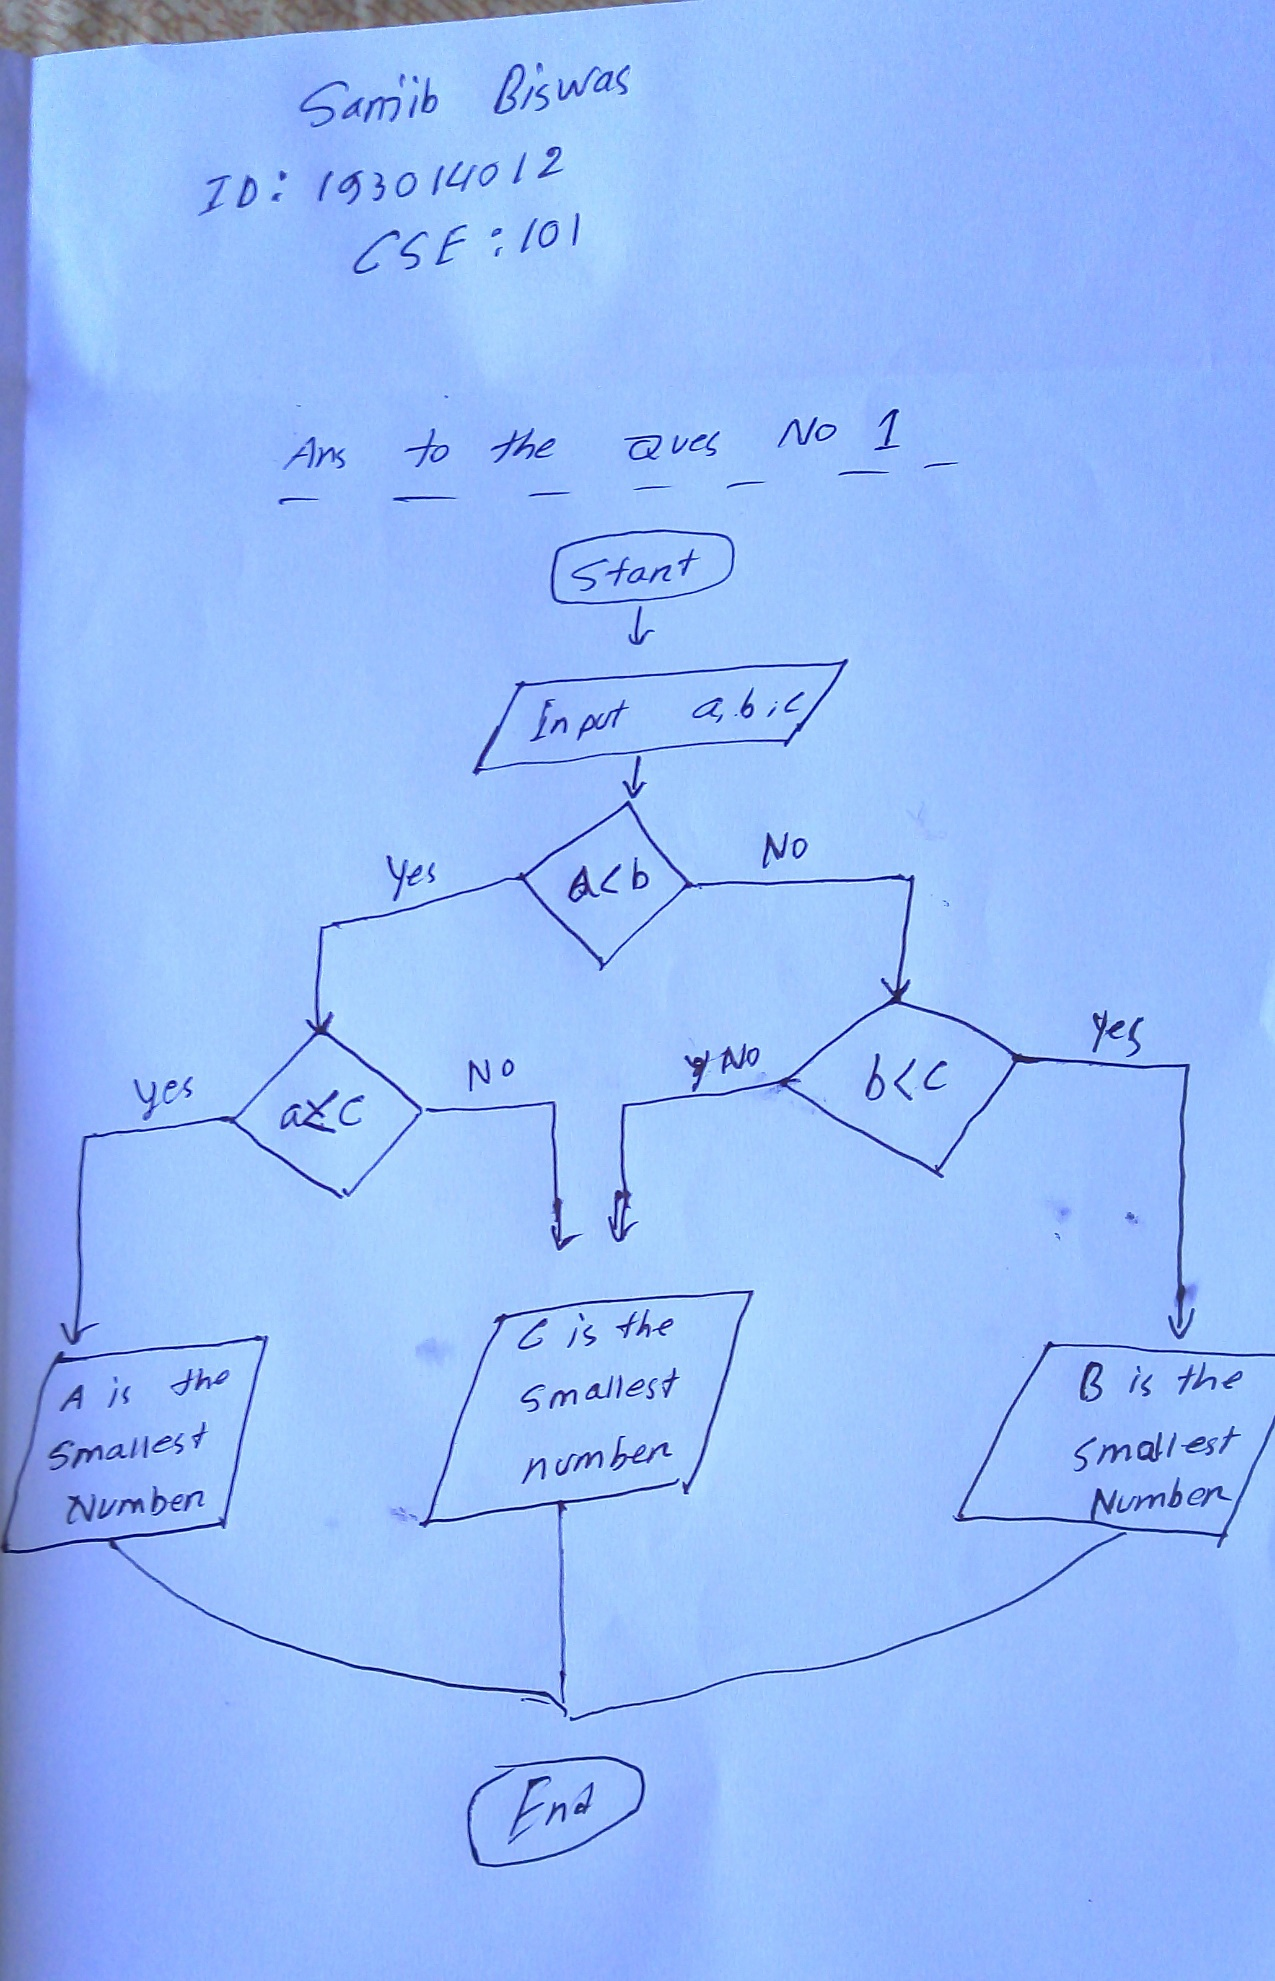 Sanjib Biswas
ID: 193014012
CSE: 101
Ans to the Ques No 1
Start
Input a, b, c
a<b
Yes
No
a<c
Yes
No
b<c
No
Yes
A is the
Smallest
Number
C is the
Smallest
number
B is the
Smallest
Number
End